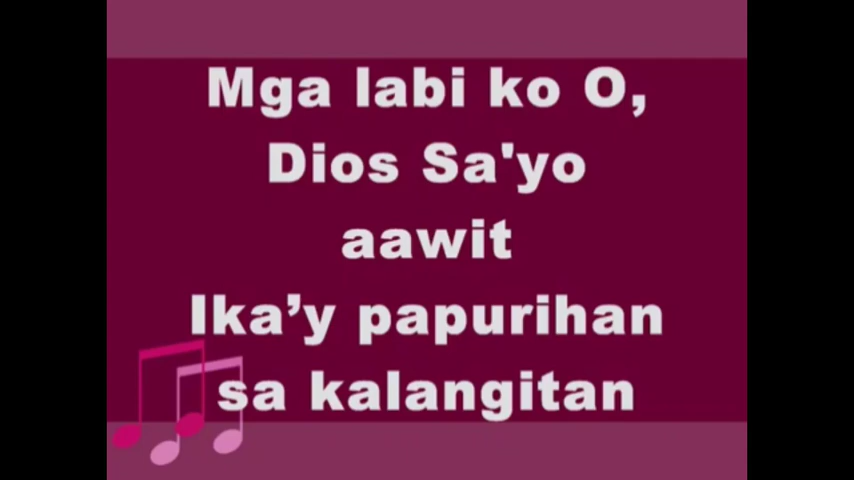 Mga labi ko O,
Dios Sa'yo
aawit
Ika’y papurihan
sa kalangitan